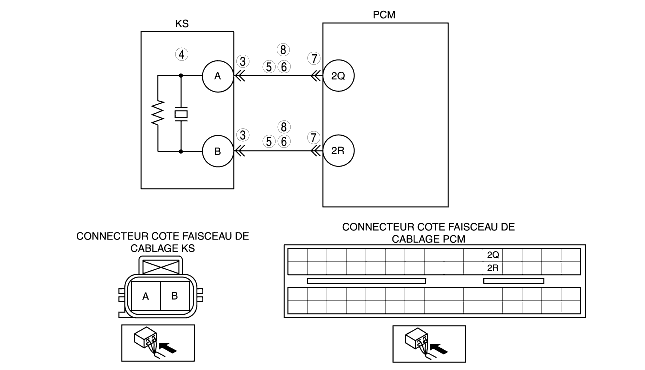 KS
PCM
4
8
3
5 6
7
A
2Q
8
3
5 6
7
B
2R
CONNECTEUR COTE FAISCEAU DE
CABLAGE KS
A B
CONNECTEUR COTE FAISCEAU DE
CABLAGE PCM
2Q
2R